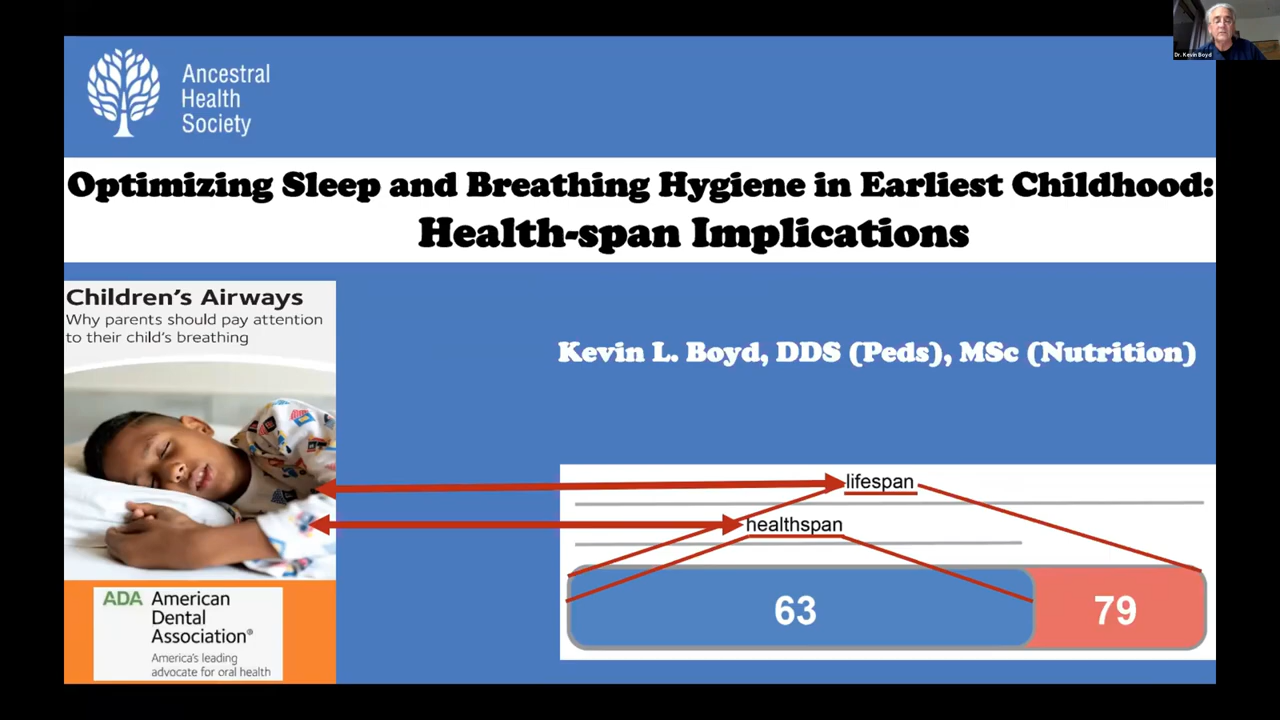 Ancestral
Health
Society
Dr. Kevin Boyd
Optimizing Sleep and Breathing Hygiene in Earliest Childhood:
Health-span Implications
Children's Airways
Why parents should pay attention
to their child's breathing
Kevin L. Boyd, DDS (Peds), MSc (Nutrition)
lifespan
healthspan
63
79
ADA American
Dental
Association®
America's leading
advocate for oral health